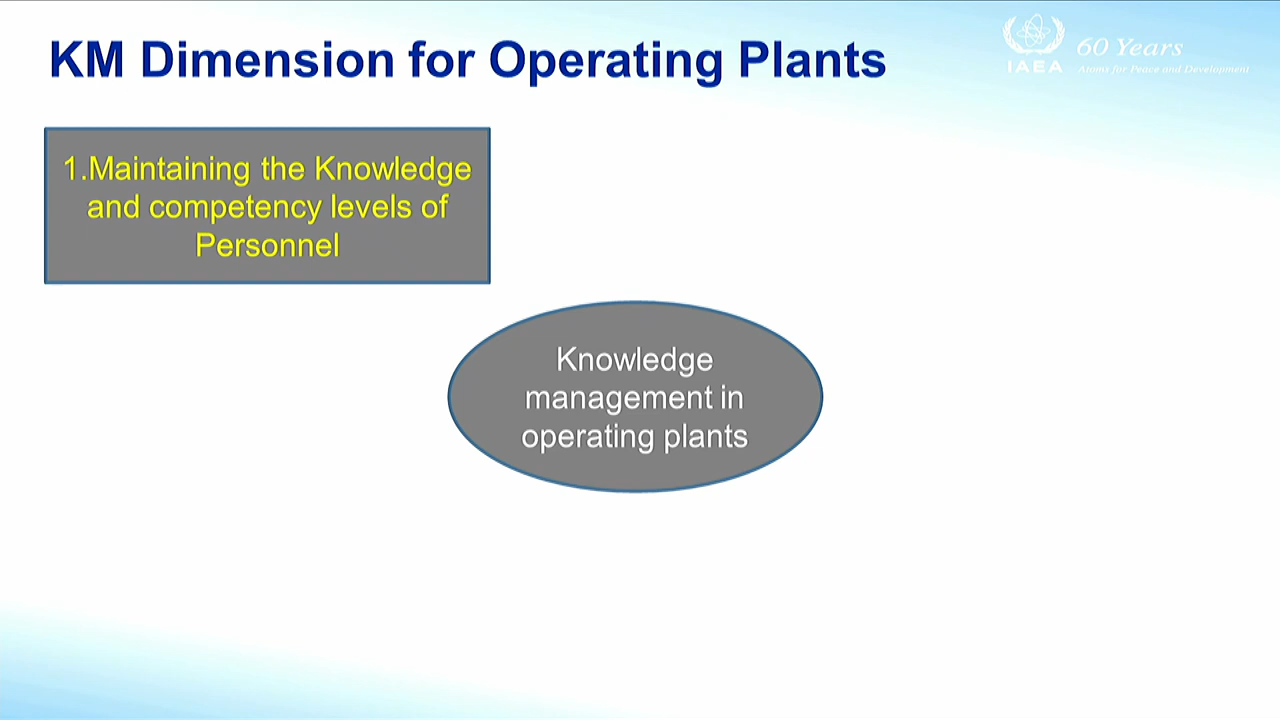 KM Dimension for Operating Plants
IAEA
60 Years
Atoms for Peace and Development
1.Maintaining the Knowledge
and competency levels of
Personnel
Knowledge
management in
operating plants